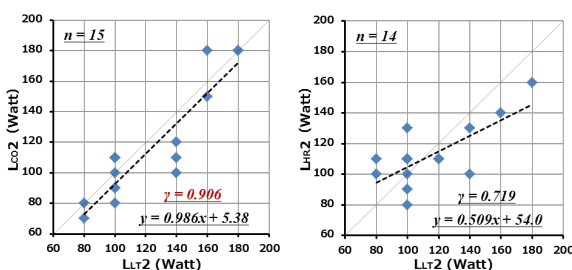 200
180
160
140
120
100
80
60
60 80 100 120 140 160 180 200
LCO2 (Watt)
LLT2 (Watt)
n = 15
γ = 0.906
y = 0.986x + 5.38
200
180
160
140
120
100
80
60
60 80 100 120 140 160 180 200
LHR2 (Watt)
LLT2 (Watt)
n = 14
γ = 0.719
y = 0.509x + 54.0